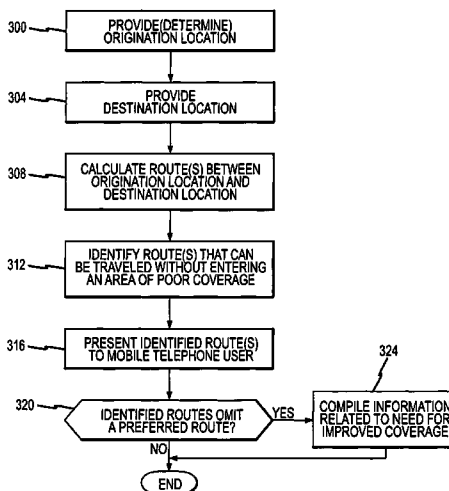 300
PROVIDE(DETERMINE)
ORIGINATION LOCATION
304
PROVIDE
DESTINATION LOCATION
308
CALCULATE ROUTE(S) BETWEEN
ORIGINATION LOCATION AND
DESTINATION LOCATION
312
IDENTIFY ROUTE(S) THAT CAN
BE TRAVELED WITHOUT ENTERING
AN AREA OF POOR COVERAGE
316
PRESENT IDENTIFIED ROUTE(S)
TO MOBILE TELEPHONE USER
320
IDENTIFIED ROUTES OMIT
A PREFERRED ROUTE?
YES
324
COMPILE INFORMATION
RELATED TO NEED FOR
IMPROVED COVERAGE
NO
END